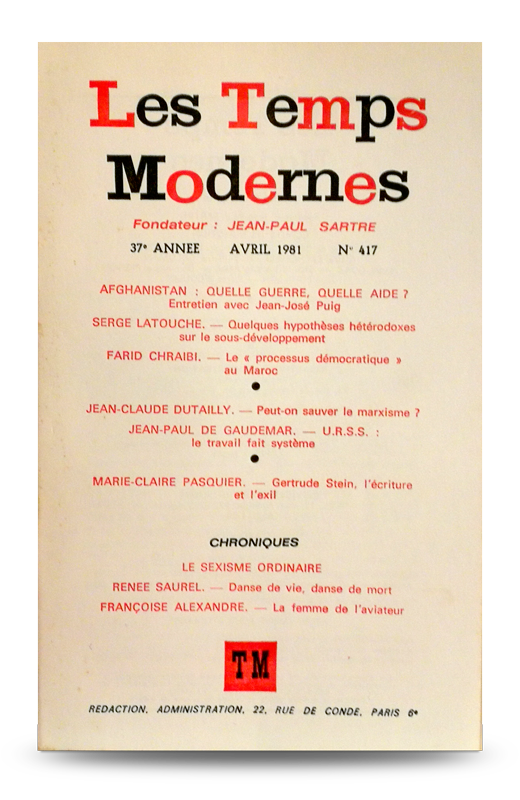 Les Temps
Modernes
Fondateur : JEAN-PAUL SARTRE
37e ANNEE AVRIL 1981 No 417
AFGHANISTAN : QUELLE GUERRE, QUELLE AIDE ?
Entretien avec Jean-José Puig
SERGE LATOUCHE. — Quelques hypothèses hétérodoxes
sur le sous-développement
FARID CHRAIBI. — Le « processus démocratique »
au Maroc
JEAN-CLAUDE DUTAILLY. — Peut-on sauver le marxisme ?
JEAN-PAUL DE GAUDEMAR. — U.R.S.S. :
le travail fait système
MARIE-CLAIRE PASQUIER. — Gertrude Stein, l'écriture
et l'exil
CHRONIQUES
LE SEXISME ORDINAIRE
RENEE SAUREL. — Danse de vie, danse de mort
FRANÇOISE ALEXANDRE. — La femme de l'aviateur
TM
REDACTION, ADMINISTRATION, 22, RUE DE CONDE, PARIS 6e